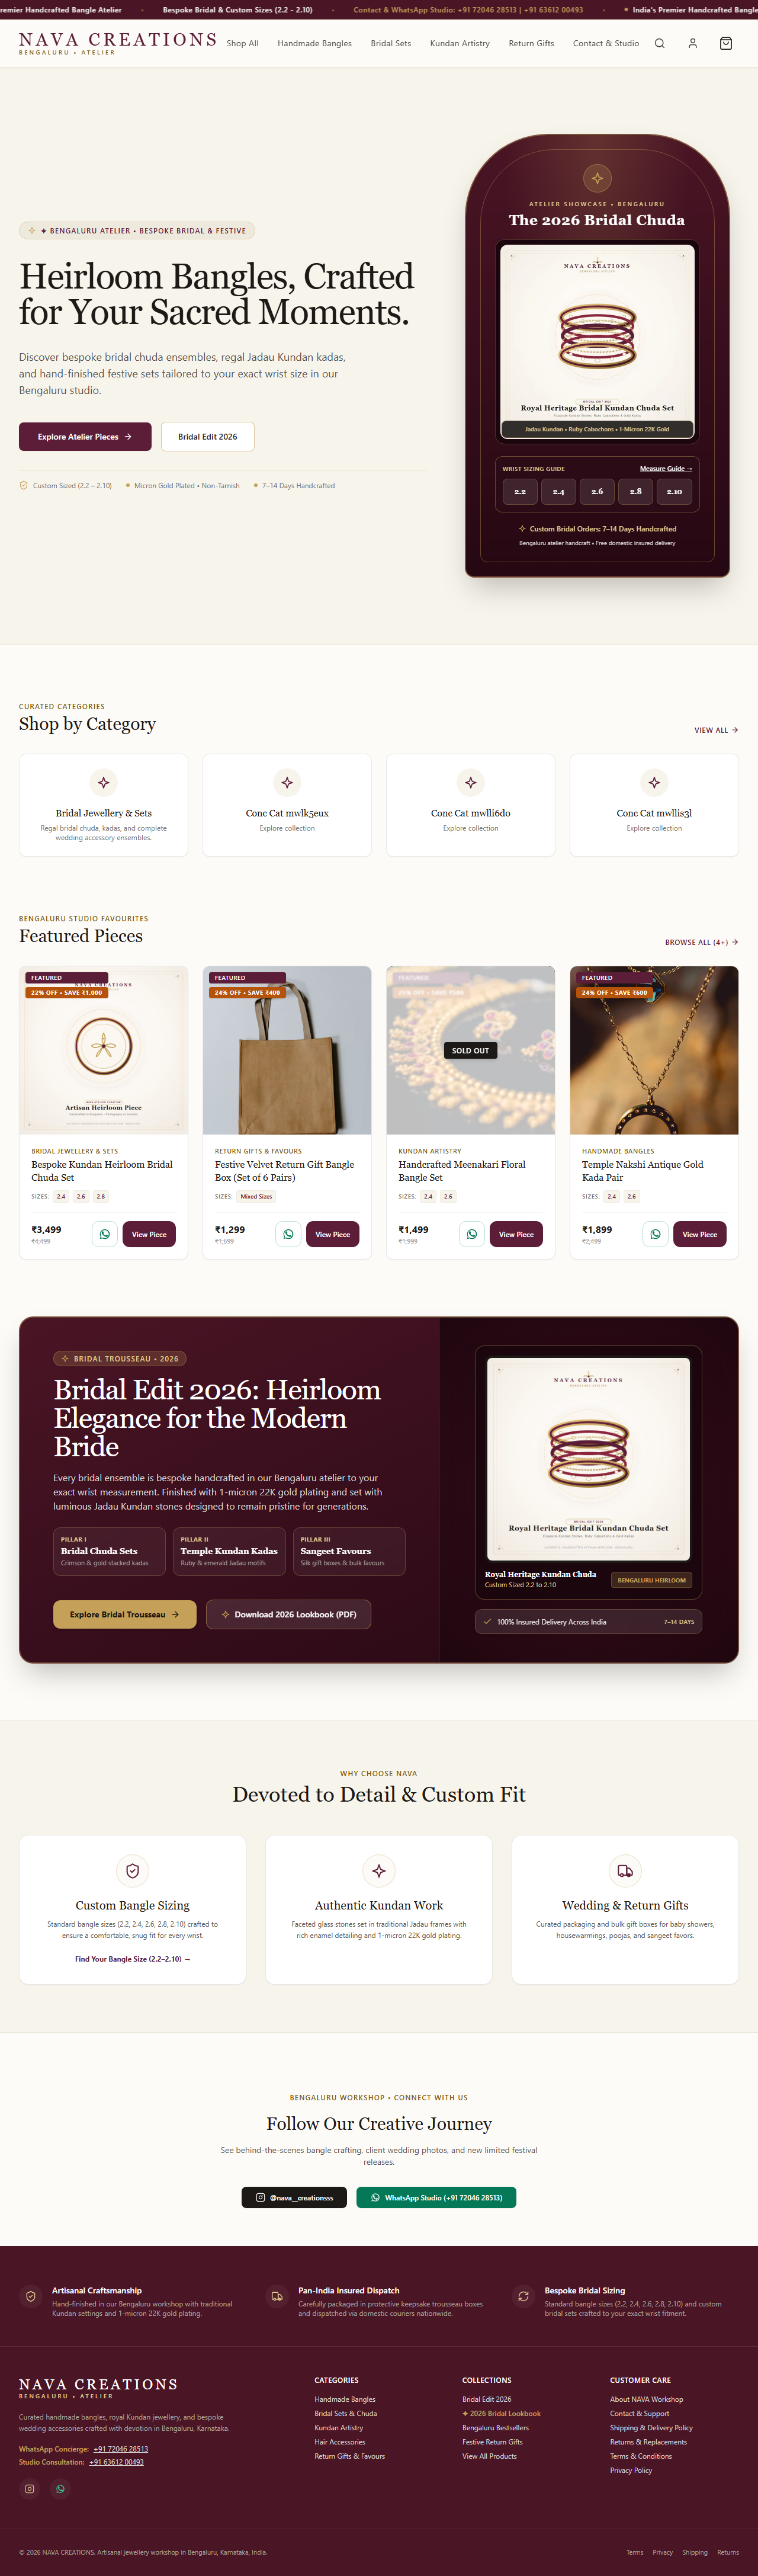 remier Handcrafted Bangle Atelier
Bespoke Bridal & Custom Sizes (2.2 - 2.10)
Contact & WhatsApp Studio: +91 72046 28513 | +91 63612 00493
India's Premier Handcrafted Bangle
NAVA CREATIONS
BENGALURU • ATELIER
Shop All
Handmade Bangles
Bridal Sets
Kundan Artistry
Return Gifts
Contact & Studio
✦ BENGALURU ATELIER • BESPOKE BRIDAL & FESTIVE
Heirloom Bangles, Crafted
for Your Sacred Moments.
Discover bespoke bridal chuda ensembles, regal Jadau Kundan kadas,
and hand-finished festive sets tailored to your exact wrist size in our
Bengaluru studio.
Explore Atelier Pieces →
Bridal Edit 2026
Custom Sized (2.2 – 2.10)
Micron Gold Plated • Non-Tarnish
7–14 Days Handcrafted
ATELIER SHOWCASE • BENGALURU
The 2026 Bridal Chuda
NAVA CREATIONS
BENGALURU ATELIER
BRIDAL EDIT 2026
Royal Heritage Bridal Kundan Chuda Set
Jadau Kundan • Ruby Cabochons • 1-Micron 22K Gold
WRIST SIZING GUIDE
Measure Guide →
2.2
2.4
2.6
2.8
2.10
Custom Bridal Orders: 7–14 Days Handcrafted
Bengaluru atelier handcraft • Free domestic insured delivery
CURATED CATEGORIES
Shop by Category
VIEW ALL →
Bridal Jewellery & Sets
Regal bridal chuda, kadas, and complete
wedding accessory ensembles.
Conc Cat mwlk5eux
Explore collection
Conc Cat mwlli6do
Explore collection
Conc Cat mwllis3l
Explore collection
BENGALURU STUDIO FAVOURITES
Featured Pieces
BROWSE ALL (4+) →
FEATURED
22% OFF • SAVE ₹1,000
Artisan Heirloom Piece
BRIDAL JEWELLERY & SETS
Bespoke Kundan Heirloom Bridal
Chuda Set
SIZES: 2.4 2.6 2.8
₹3,499
₹4,499
View Piece
FEATURED
24% OFF • SAVE ₹400
RETURN GIFTS & FAVOURS
Festive Velvet Return Gift Bangle
Box (Set of 6 Pairs)
SIZES: Mixed Sizes
₹1,299
₹1,699
View Piece
FEATURED
25% OFF • SAVE ₹500
SOLD OUT
KUNDAN ARTISTRY
Handcrafted Meenakari Floral
Bangle Set
SIZES: 2.4 2.6
₹1,499
₹1,999
View Piece
FEATURED
24% OFF • SAVE ₹600
HANDMADE BANGLES
Temple Nakshi Antique Gold
Kada Pair
SIZES: 2.4 2.6
₹1,899
₹2,499
View Piece
BRIDAL TROUSSEAU • 2026
Bridal Edit 2026: Heirloom
Elegance for the Modern
Bride
Every bridal ensemble is bespoke handcrafted in our Bengaluru atelier to your
exact wrist measurement. Finished with 1-micron 22K gold plating and set with
luminous Jadau Kundan stones designed to remain pristine for generations.
PILLAR I
Bridal Chuda Sets
Crimson & gold stacked kadas
PILLAR II
Temple Kundan Kadas
Ruby & emerald Jadau motifs
PILLAR III
Sangeet Favours
Silk gift boxes & bulk favours
Explore Bridal Trousseau →
Download 2026 Lookbook (PDF)
NAVA CREATIONS
BENGALURU ATELIER
BRIDAL EDIT 2026
Royal Heritage Bridal Kundan Chuda Set
Royal Heritage Kundan Chuda
Custom Sized 2.2 to 2.10
BENGALURU HEIRLOOM
100% Insured Delivery Across India
7–14 DAYS
WHY CHOOSE NAVA
Devoted to Detail & Custom Fit
Custom Bangle Sizing
Standard bangle sizes (2.2, 2.4, 2.6, 2.8, 2.10) crafted to
ensure a comfortable, snug fit for every wrist.
Find Your Bangle Size (2.2–2.10) →
Authentic Kundan Work
Faceted glass stones set in traditional Jadau frames with
rich enamel detailing and 1-micron 22K gold plating.
Wedding & Return Gifts
Curated packaging and bulk gift boxes for baby showers,
housewarmings, poojas, and sangeet favors.
BENGALURU WORKSHOP • CONNECT WITH US
Follow Our Creative Journey
See behind-the-scenes bangle crafting, client wedding photos, and new limited festival
releases.
@nava__creationsss
WhatsApp Studio (+91 72046 28513)
Artisanal Craftsmanship
Hand-finished in our Bengaluru workshop with traditional
Kundan settings and 1-micron 22K gold plating.
Pan-India Insured Dispatch
Carefully packaged in protective keepsake trousseau boxes
and dispatched via domestic couriers nationwide.
Bespoke Bridal Sizing
Standard bangle sizes (2.2, 2.4, 2.6, 2.8, 2.10) and custom
bridal sets crafted to your exact wrist fitment.
NAVA CREATIONS
BENGALURU • ATELIER
Curated handmade bangles, royal Kundan jewellery, and bespoke
wedding accessories crafted with devotion in Bengaluru, Karnataka.
WhatsApp Concierge: +91 72046 28513
Studio Consultation: +91 63612 00493
CATEGORIES
Handmade Bangles
Bridal Sets & Chuda
Kundan Artistry
Hair Accessories
Return Gifts & Favours
COLLECTIONS
Bridal Edit 2026
✦ 2026 Bridal Lookbook
Bengaluru Bestsellers
Festive Return Gifts
View All Products
CUSTOMER CARE
About NAVA Workshop
Contact & Support
Shipping & Delivery Policy
Returns & Replacements
Terms & Conditions
Privacy Policy
© 2026 NAVA CREATIONS. Artisanal jewellery workshop in Bengaluru, Karnataka, India.
Terms
Privacy
Shipping
Returns